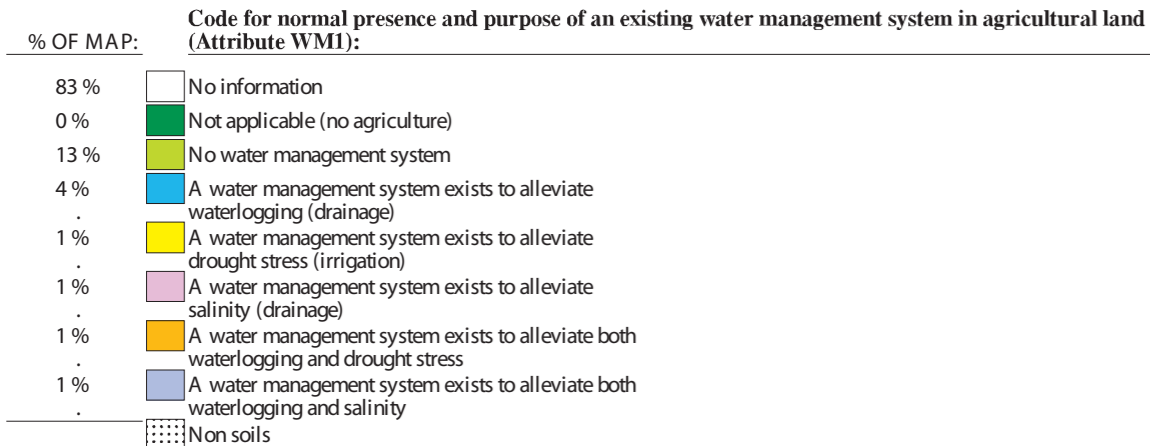 Code for normal presence and purpose of an existing water management system in agricultural land
% OF MAP: (Attribute WM1):
83 % No information
0 % Not applicable (no agriculture)
13 % No water management system
4 % A water management system exists to alleviate
. waterlogging (drainage)
1 % A water management system exists to alleviate
. drought stress (irrigation)
1 % A water management system exists to alleviate
. salinity (drainage)
1 % A water management system exists to alleviate both
. waterlogging and drought stress
1 % A water management system exists to alleviate both
. waterlogging and salinity
Non soils